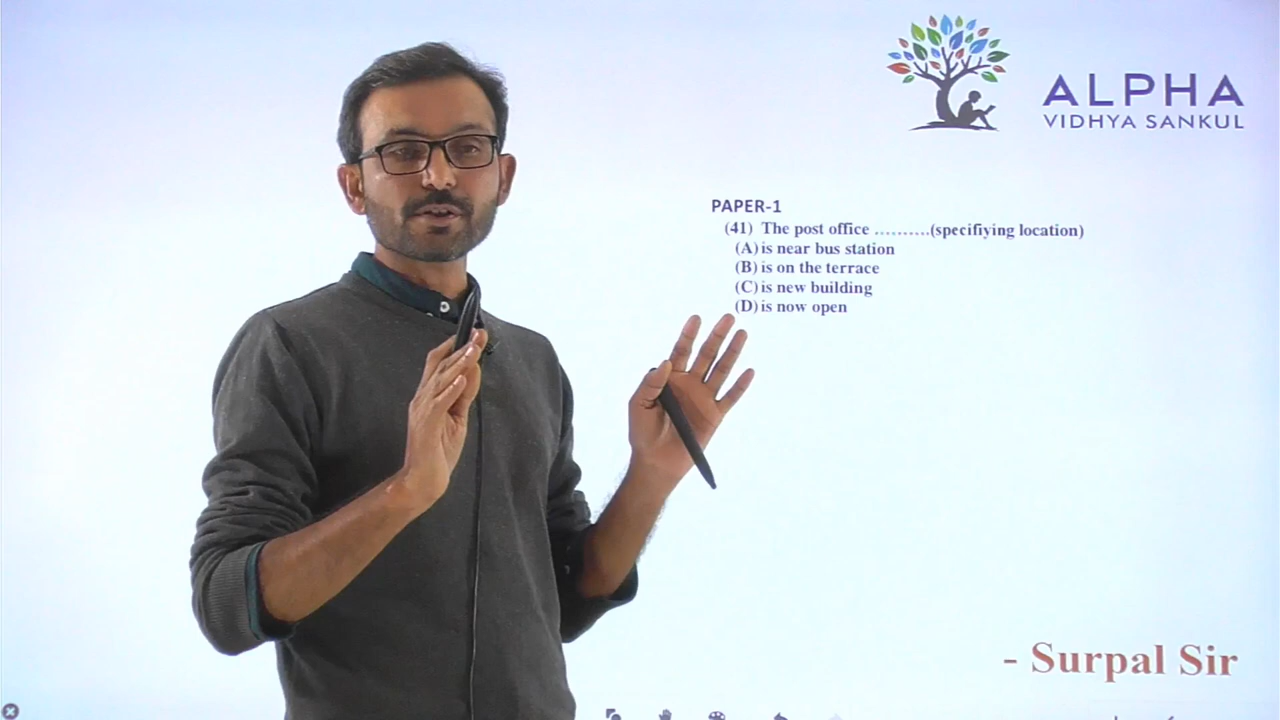 ALPHA
VIDHYA SANKUL
PAPER-1
(41) The post office ..........(specifiying location)
(A) is near bus station
(B) is on the terrace
(C) is new building
(D) is now open
- Surpal Sir